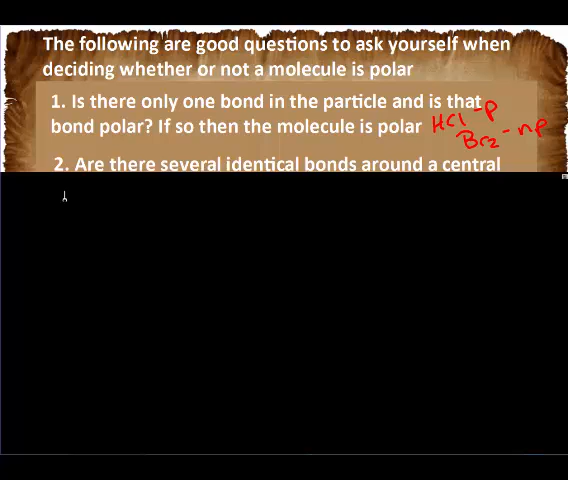 The following are good questions to ask yourself when
deciding whether or not a molecule is polar
1. Is there only one bond in the particle and is that
bond polar? If so then the molecule is polar
HCl - p
Br2 - np
2. Are there several identical bonds around a central